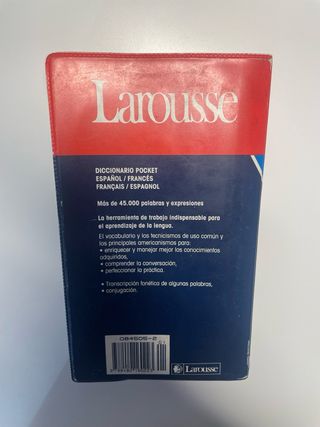 Larousse
DICCIONARIO POCKET
ESPAÑOL / FRANCÉS
FRANÇAIS / ESPAGNOL
Más de 45.000 palabras y expresiones
La herramienta de trabajo indispensable para
el aprendizaje de la lengua.
El vocabulario y los tecnicismos de uso común y
los principales americanismos para:
• enriquecer y manejar mejor los conocimientos
adquiridos,
• comprender la conversación,
• perfeccionar la práctica.
• Transcripción fonética de algunas palabras,
• conjugación.
084505-2
Larousse